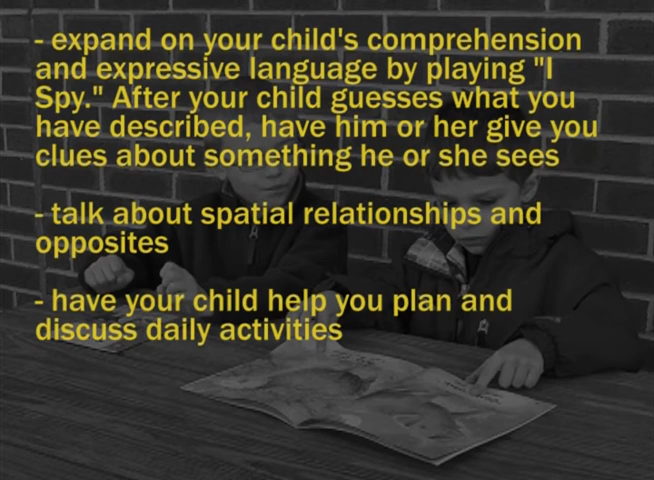 - expand on your child's comprehension
and expressive language by playing "I
Spy." After your child guesses what you
have described, have him or her give you
clues about something he or she sees
- talk about spatial relationships and
opposites
- have your child help you plan and
discuss daily activities